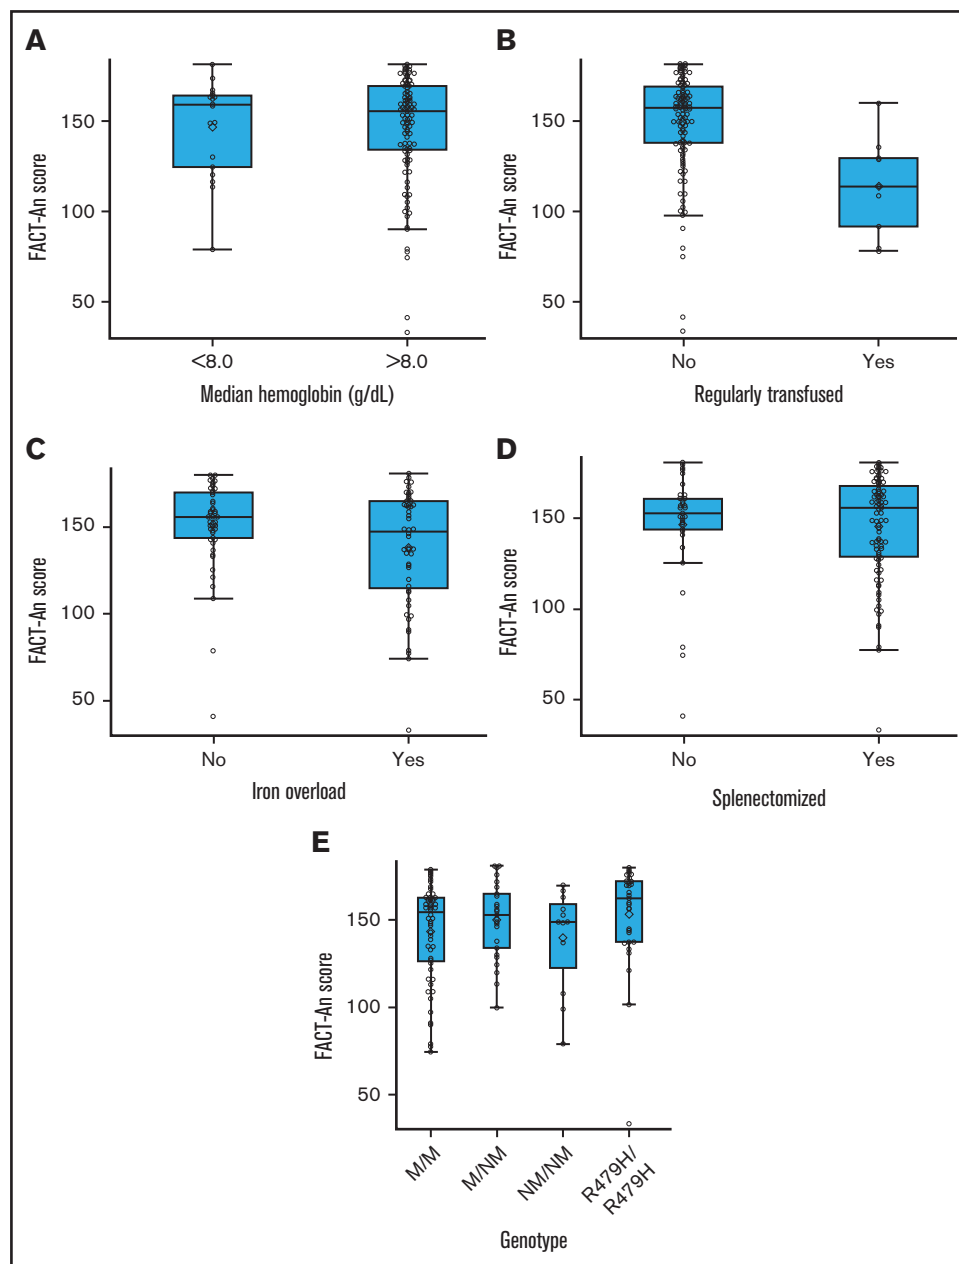 A
FACT-An score
150
100
50
<8.0
>8.0
Median hemoglobin (g/dL)
B
FACT-An score
150
100
50
No
Yes
Regularly transfused
C
FACT-An score
150
100
50
No
Yes
Iron overload
D
FACT-An score
150
100
50
No
Yes
Splenectomized
E
FACT-An score
150
100
50
M/M
M/NM
NM/NM
R479H/
R479H
Genotype